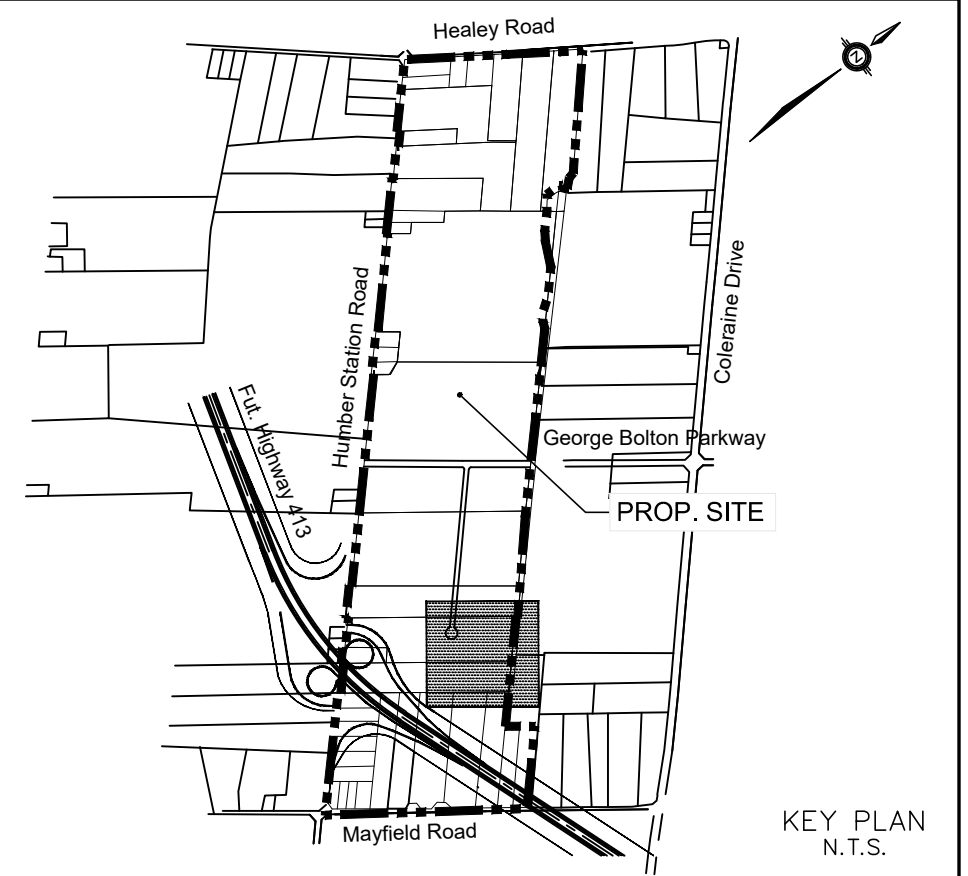 Healey Road
N
Humber Station Road
Coleraine Drive
Fut. Highway 413
George Bolton Parkway
PROP. SITE
Mayfield Road
KEY PLAN
N.T.S.